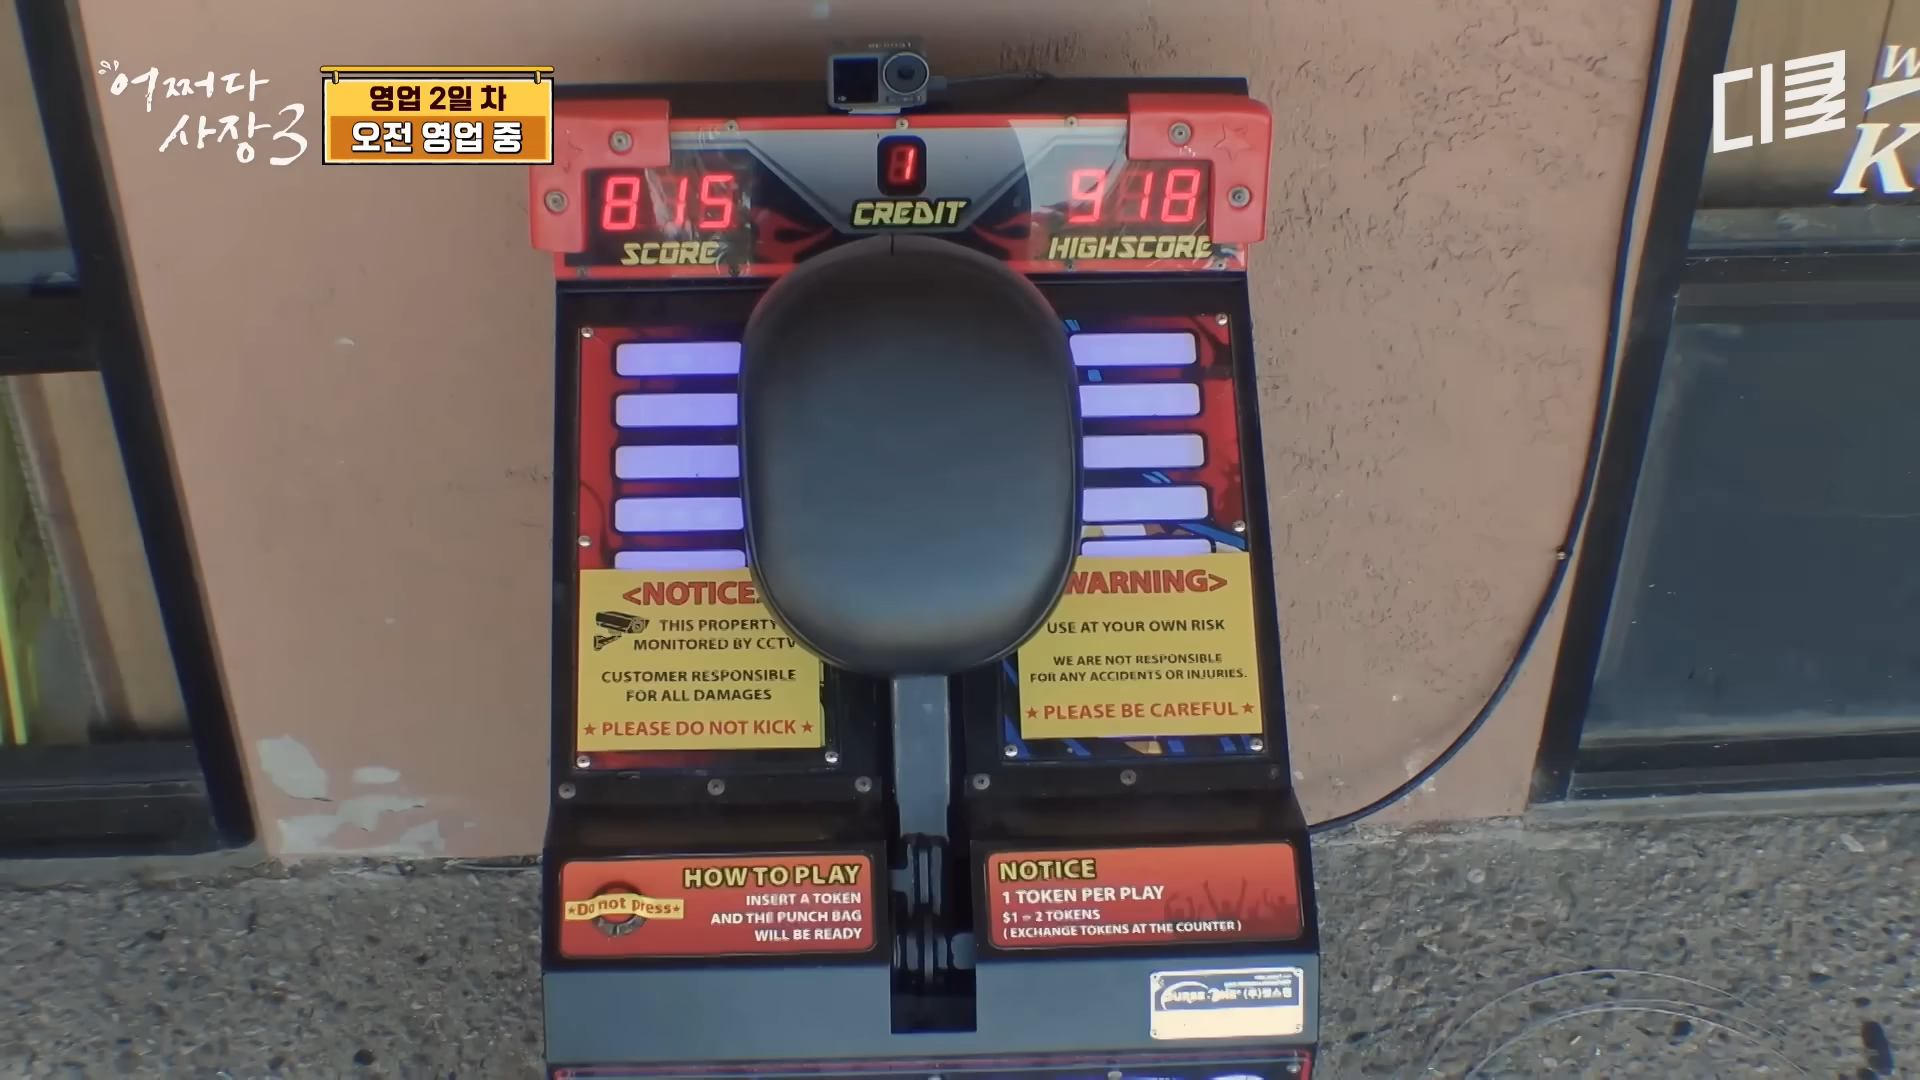 어쩌다
사장3
영업 2일 차
오전 영업 중
디글
815
SCORE
1
CREDIT
918
HIGHSCORE
<NOTICE
THIS PROPERTY
MONITORED BY CCTV
CUSTOMER RESPONSIBLE
FOR ALL DAMAGES
★ PLEASE DO NOT KICK ★
WARNING>
USE AT YOUR OWN RISK
WE ARE NOT RESPONSIBLE
FOR ANY ACCIDENTS OR INJURIES.
★ PLEASE BE CAREFUL ★
HOW TO PLAY
★Do not press★
INSERT A TOKEN
AND THE PUNCH BAG
WILL BE READY
NOTICE
1 TOKEN PER PLAY
$1 = 2 TOKENS
( EXCHANGE TOKENS AT THE COUNTER )